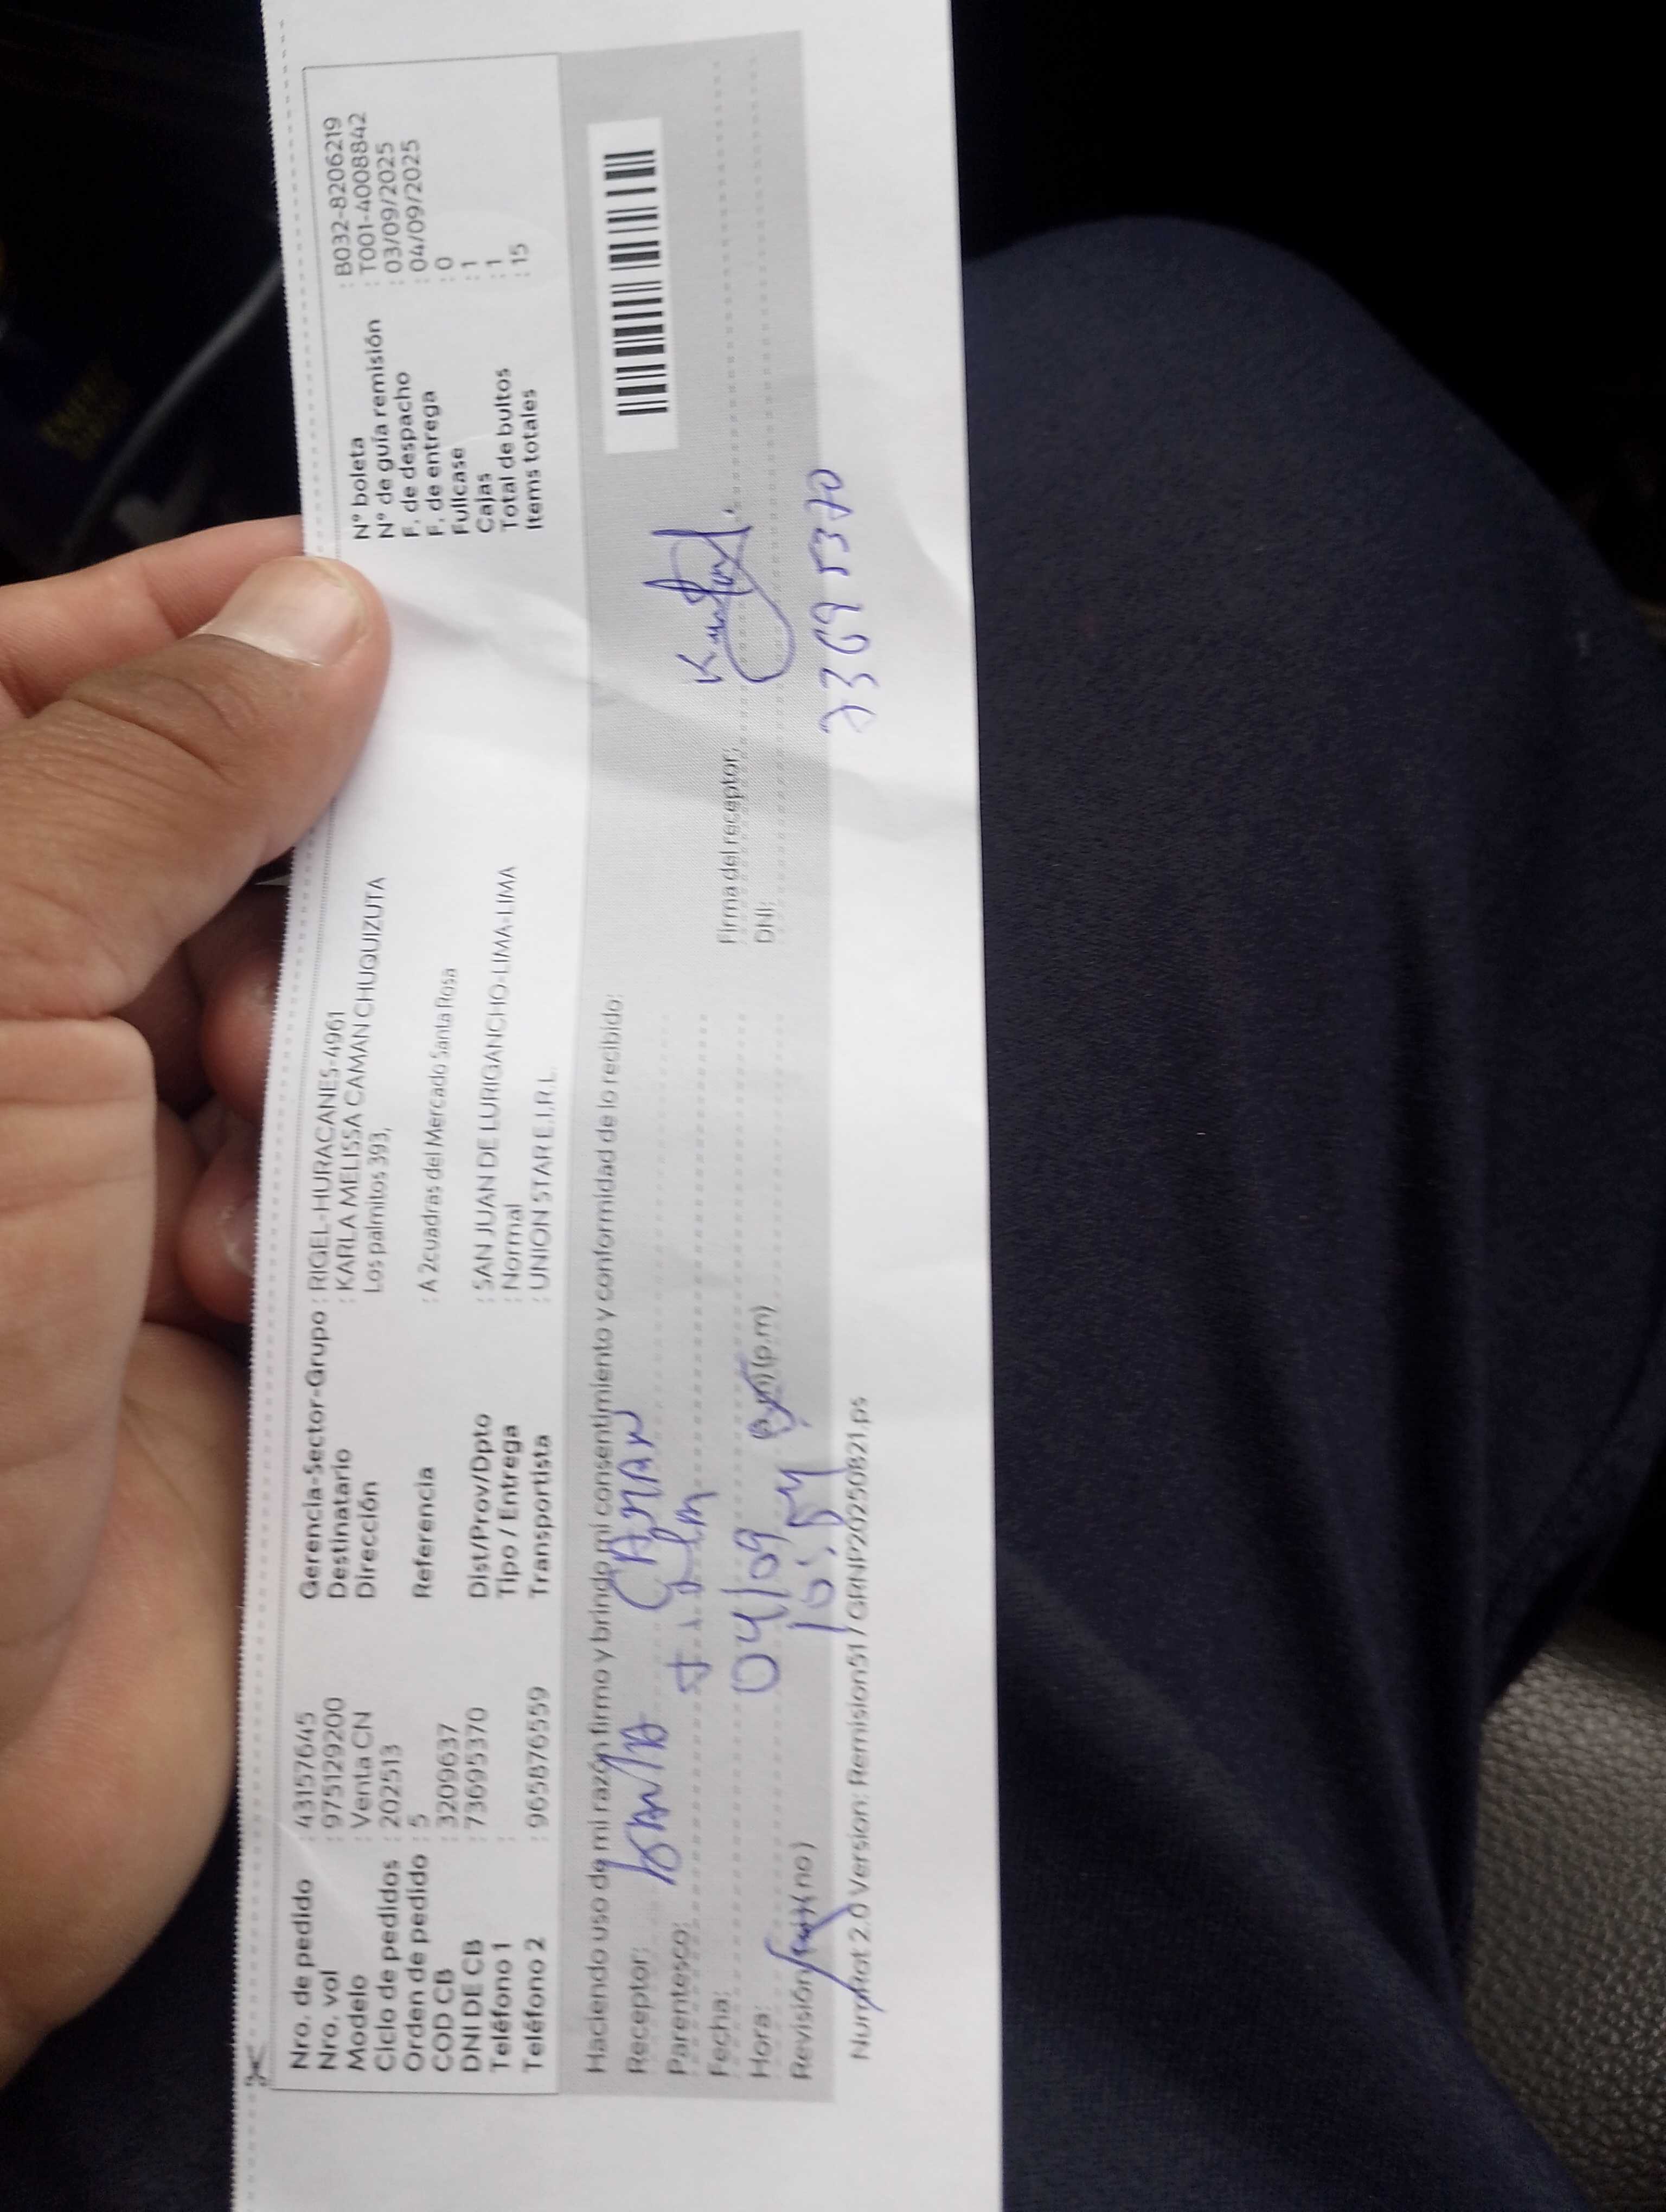 Nro. de pedido : 43157645
Nro. vol : 975129200
Modelo : Venta CN
Ciclo de pedidos : 202513
Orden de pedido : 5
COD CB : 32096637
DNI DE CB : 73695370
Teléfono 1 :
Teléfono 2 : 965876559
Gerencia-Sector-Grupo : RIGEL-HURACANES-4961
Destinatario : KARLA MELISSA CAMAN CHUQUIZUTA
Dirección Los palmitos 393,
Referencia : A 2cuadras del Mercado Santa Rosa
Dist/Prov/Dpto : SAN JUAN DE LURIGANCHO-LIMA-LIMA
Tipo / Entrega : Normal
Transportista : UNION STAR E.I.R.L.
N° boleta : B032-8206219
N° de guía remisión : T001-4008842
F. de despacho : 03/09/2025
F. de entrega : 04/09/2025
Fullcase : 0
Cajas : 1
Total de bultos : 1
Items totales : 15
Haciendo uso de mi razón firmo y brindo mi consentimiento y conformidad de lo recibido:
Receptor: CAMAN
Parentesco:
Fecha: 04/09
Hora: 10:54 (p.m)
Revisión (no)
Firma del receptor:
DNI: 73695370
2.0 Version: Remision51 / GRNP20250821.ps